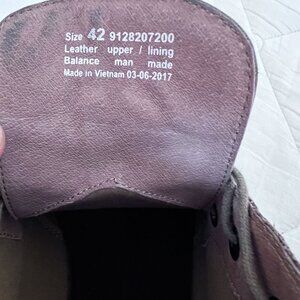 Size 42 9128207200
Leather upper / lining
Balance man made
Made in Vietnam 03-06-2017